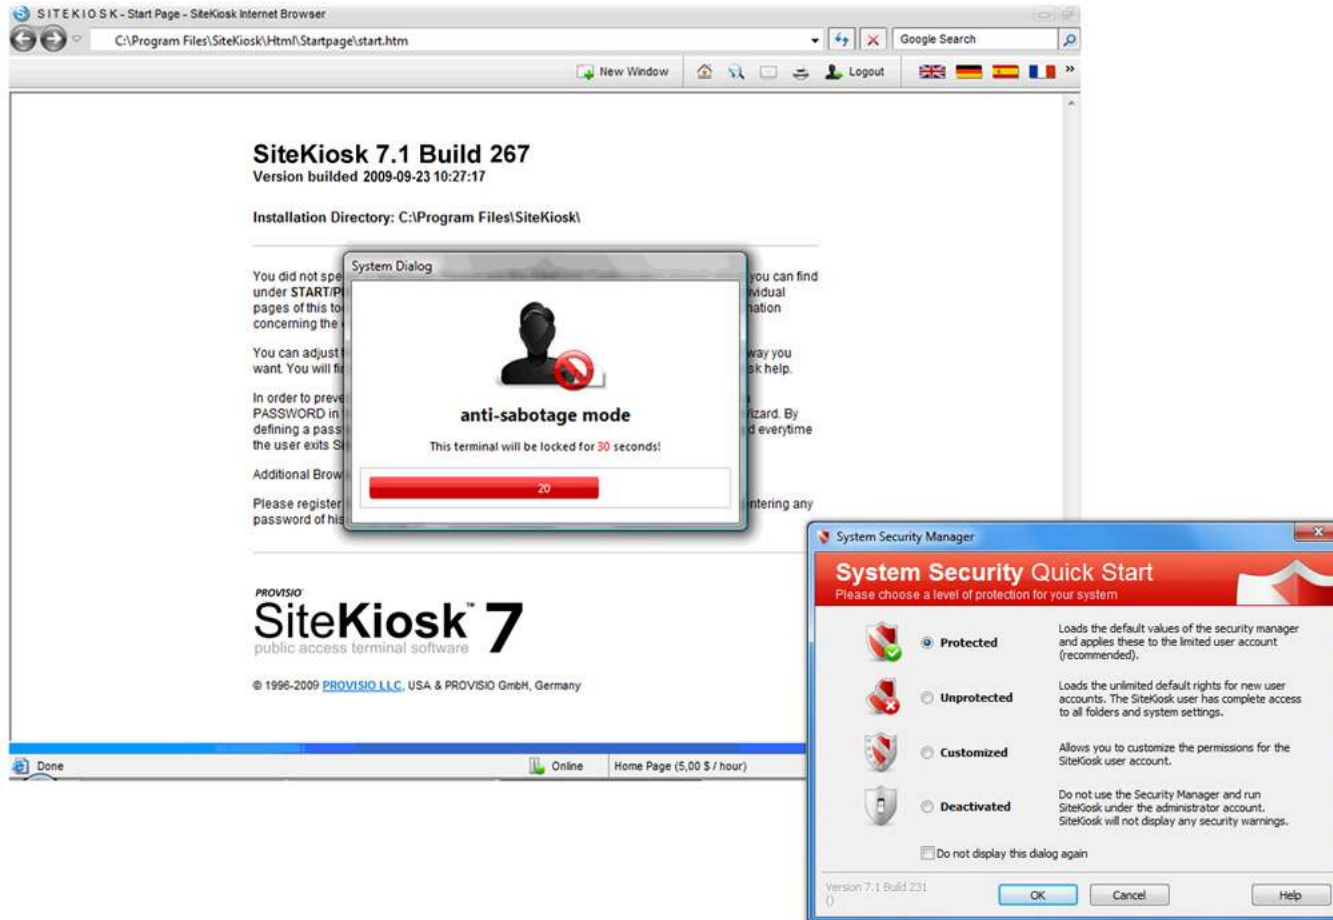 SITEKIOSK - Start Page - SiteKiosk Internet Browser
C:\Program Files\SiteKiosk\Html\Startpage\start.htm
Google Search
New Window
Logout
»
SiteKiosk 7.1 Build 267
Version builded 2009-09-23 10:27:17
Installation Directory: C:\Program Files\SiteKiosk\
You did not spe
you can find
under START/P
ividual
pages of this to
mation
concerning the
You can adjust
way you
want. You will fi
sk help.
In order to preve
PASSWORD in
izard. By
defining a pass
d everytime
the user exits S
Additional Brow
Please register
ntering any
password of his
System Dialog
anti-sabotage mode
This terminal will be locked for 30 seconds!
20
PROVISIO
SiteKiosk™ 7
public access terminal software
© 1996-2009 PROVISIO LLC, USA & PROVISIO GmbH, Germany
Done
Online
Home Page (5,00 $ / hour)
System Security Manager
System Security Quick Start
Please choose a level of protection for your system
Protected
Loads the default values of the security manager
and applies these to the limited user account
(recommended).
Unprotected
Loads the unlimited default rights for new user
accounts. The SiteKiosk user has complete access
to all folders and system settings.
Customized
Allows you to customize the permissions for the
SiteKiosk user account.
Deactivated
Do not use the Security Manager and run
SiteKiosk under the administrator account.
SiteKiosk will not display any security warnings.
Do not display this dialog again
Version 7.1 Build 231
()
OK
Cancel
Help